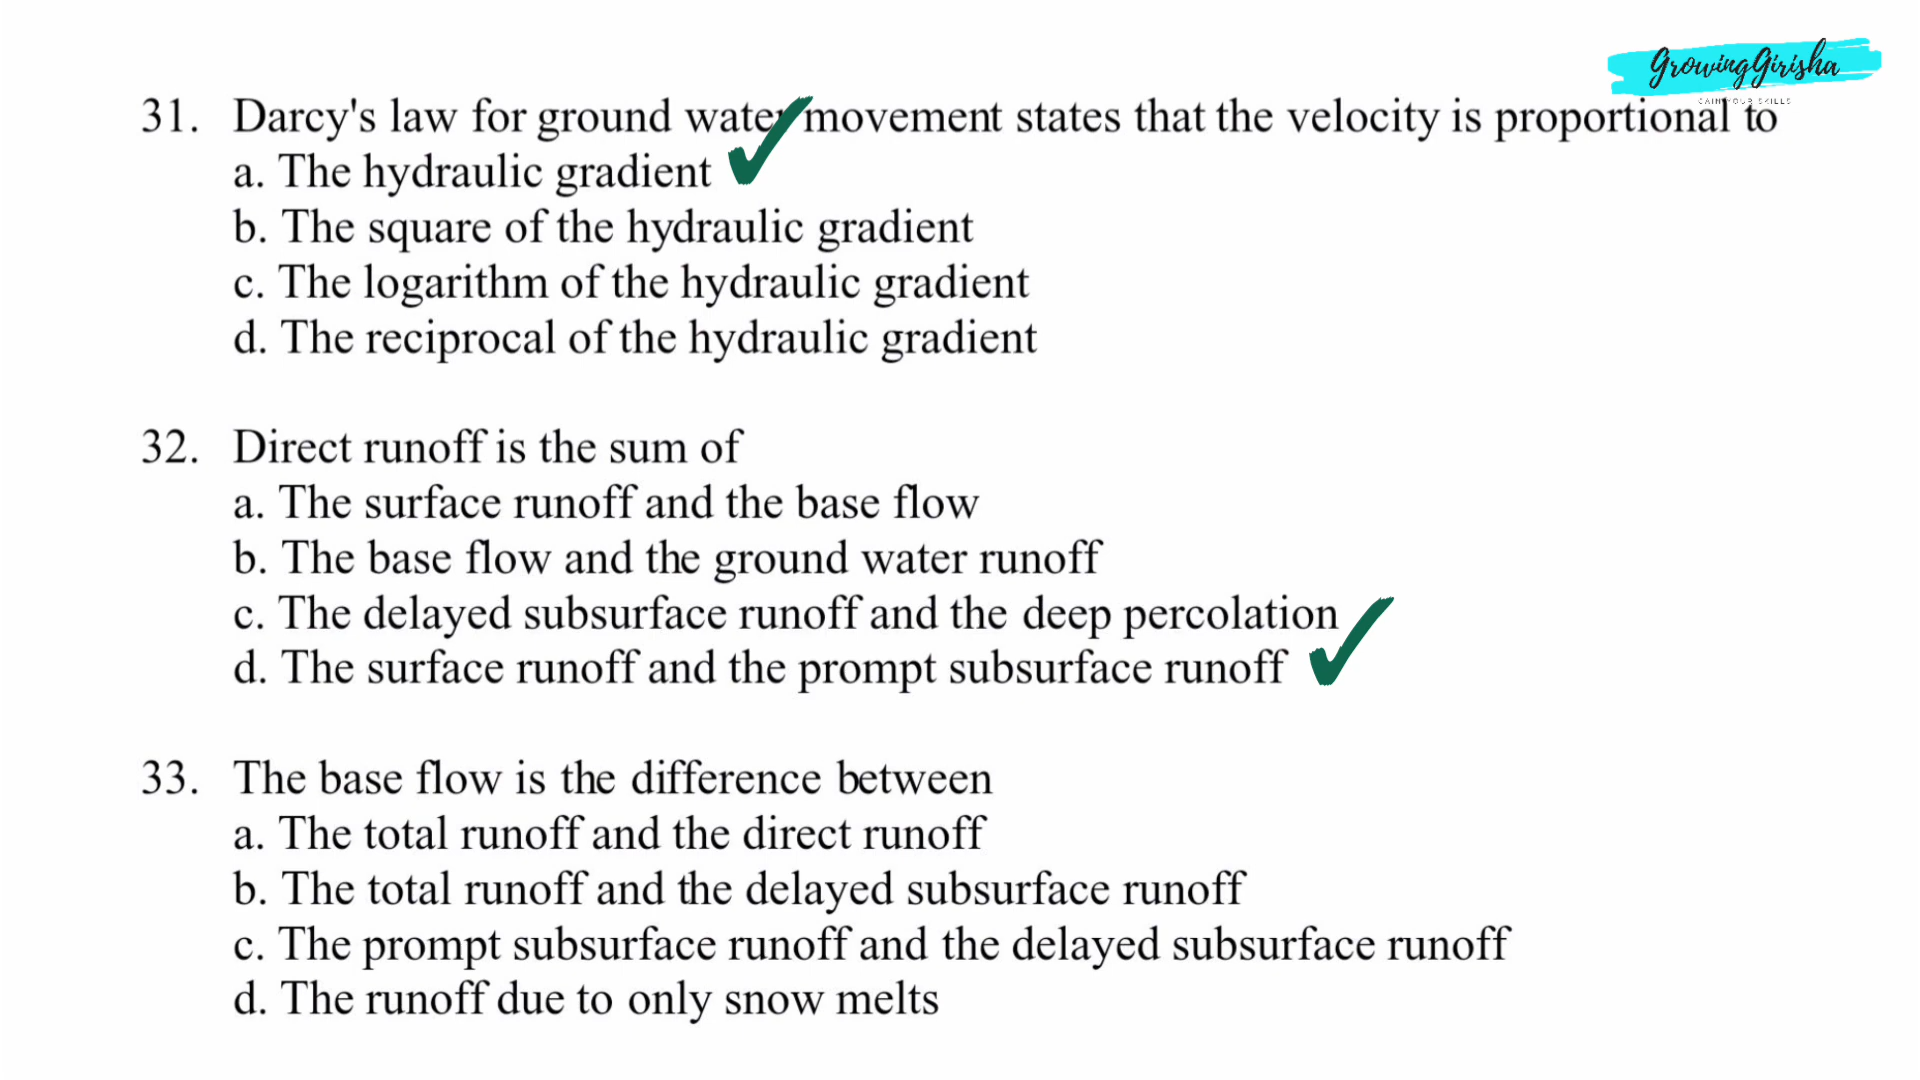 GrowingGirisha
GAIN YOUR SKILLS
31. Darcy's law for ground water movement states that the velocity is proportional to
a. The hydraulic gradient
b. The square of the hydraulic gradient
c. The logarithm of the hydraulic gradient
d. The reciprocal of the hydraulic gradient
32. Direct runoff is the sum of
a. The surface runoff and the base flow
b. The base flow and the ground water runoff
c. The delayed subsurface runoff and the deep percolation
d. The surface runoff and the prompt subsurface runoff
33. The base flow is the difference between
a. The total runoff and the direct runoff
b. The total runoff and the delayed subsurface runoff
c. The prompt subsurface runoff and the delayed subsurface runoff
d. The runoff due to only snow melts